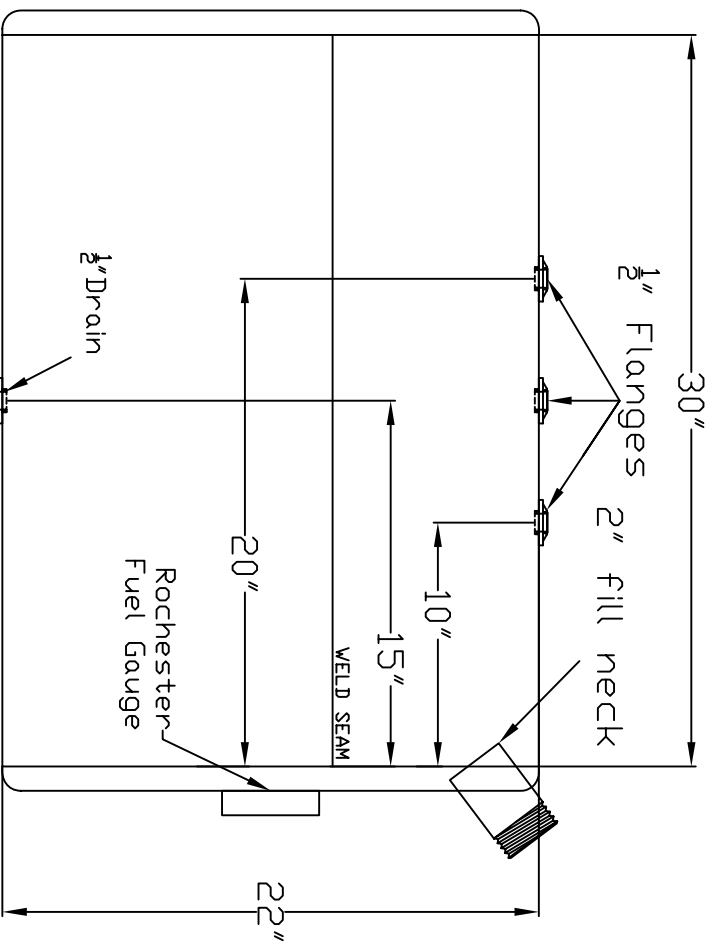 30"
½" Flanges
2" fill neck
10"
15"
20"
WELD SEAM
½"Drain
Rochester
Fuel Gauge
22"